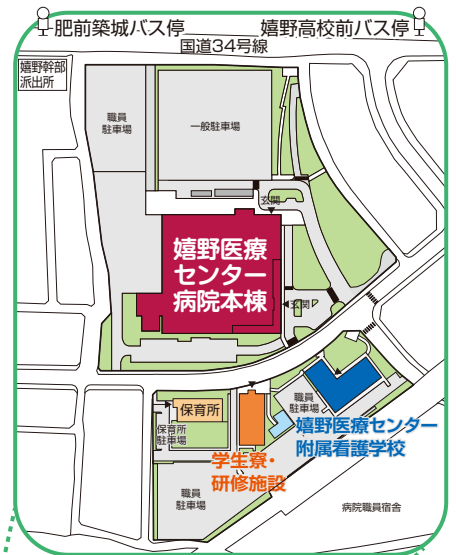 肥前築城バス停
嬉野高校前バス停
国道34号線
嬉野幹部
派出所
職員
駐車場
一般駐車場
玄関
嬉野医療
センター
病院本棟
玄関
保育所
保育所
駐車場
職員
駐車場
嬉野医療センター
附属看護学校
学生寮・
研修施設
職員
駐車場
病院職員宿舎